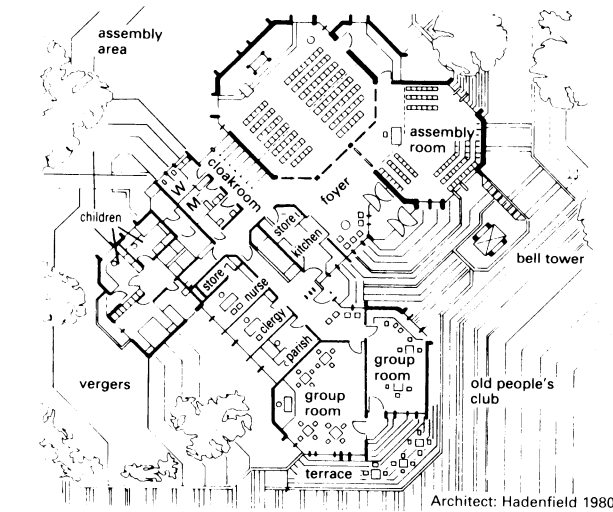 assembly
area
assembly
room
cloakroom
W
M
foyer
children
store
kitchen
bell tower
store
nurse
clergy
parish
vergers
group
room
group
room
old people's
club
terrace
Architect: Hadenfield 1980